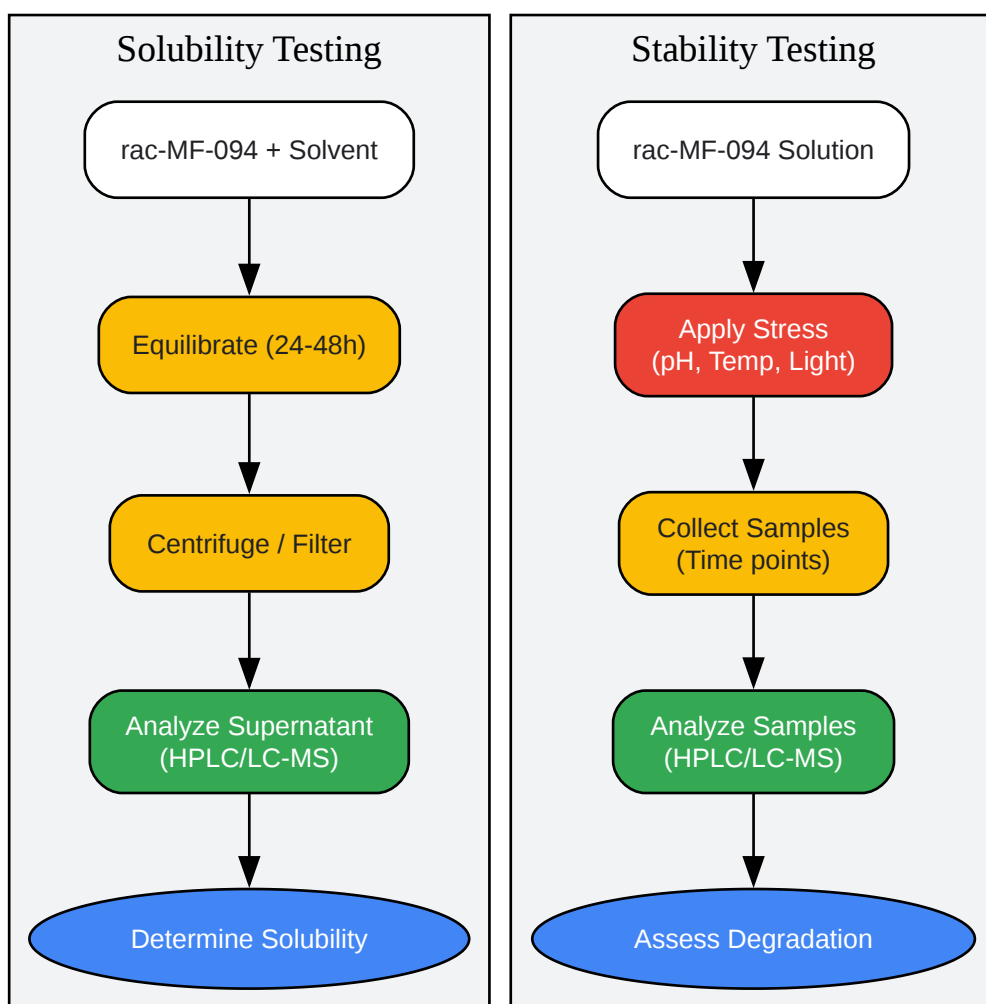 Solubility Testing
rac-MF-094 + Solvent
Equilibrate (24-48h)
Centrifuge / Filter
Analyze Supernatant
(HPLC/LC-MS)
Determine Solubility
Stability Testing
rac-MF-094 Solution
Apply Stress
(pH, Temp, Light)
Collect Samples
(Time points)
Analyze Samples
(HPLC/LC-MS)
Assess Degradation